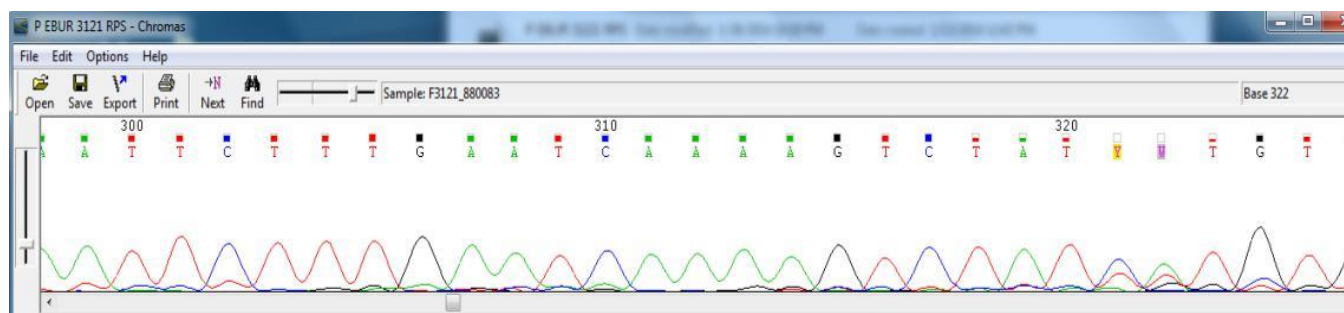 P EBUR 3121 RPS - Chromas
File Edit Options Help
Open Save Export Print Next Find Sample: F3121_880083 Base 322
300 310 320
A A T T C T T T G A A T C A A A A G T C T A T Y W T G T